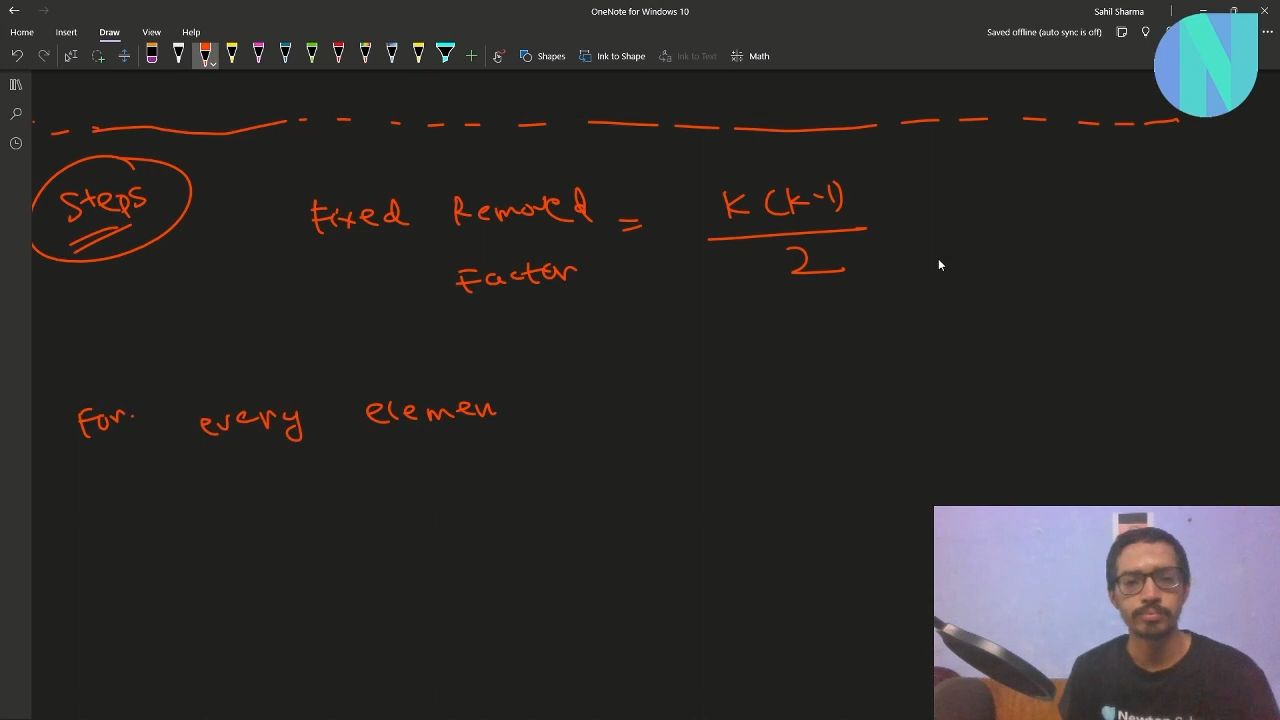 OneNote for Windows 10
Sahil Sharma
Home Insert Draw View Help
Saved offline (auto sync is off)
Shapes Ink to Shape Ink to Text Math
Steps
Fixed Removed = K (k-1)
Factor 2
For. every elemen